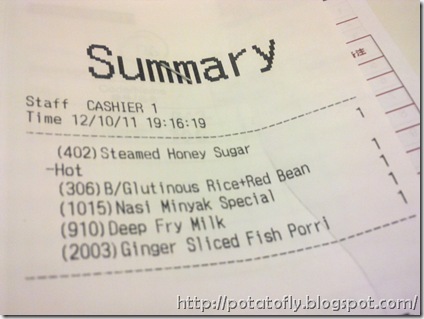 Summary
Staff CASHIER 1
Time 12/10/11 19:16:19
(402)Steamed Honey Sugar 1
-Hot
(306)B/Glutinous Rice+Red Bean 1
(1015)Nasi Minyak Special 1
(910)Deep Fry Milk 1
(2003)Ginger Sliced Fish Porri 1
注
http://potatofly.blogspot.com/